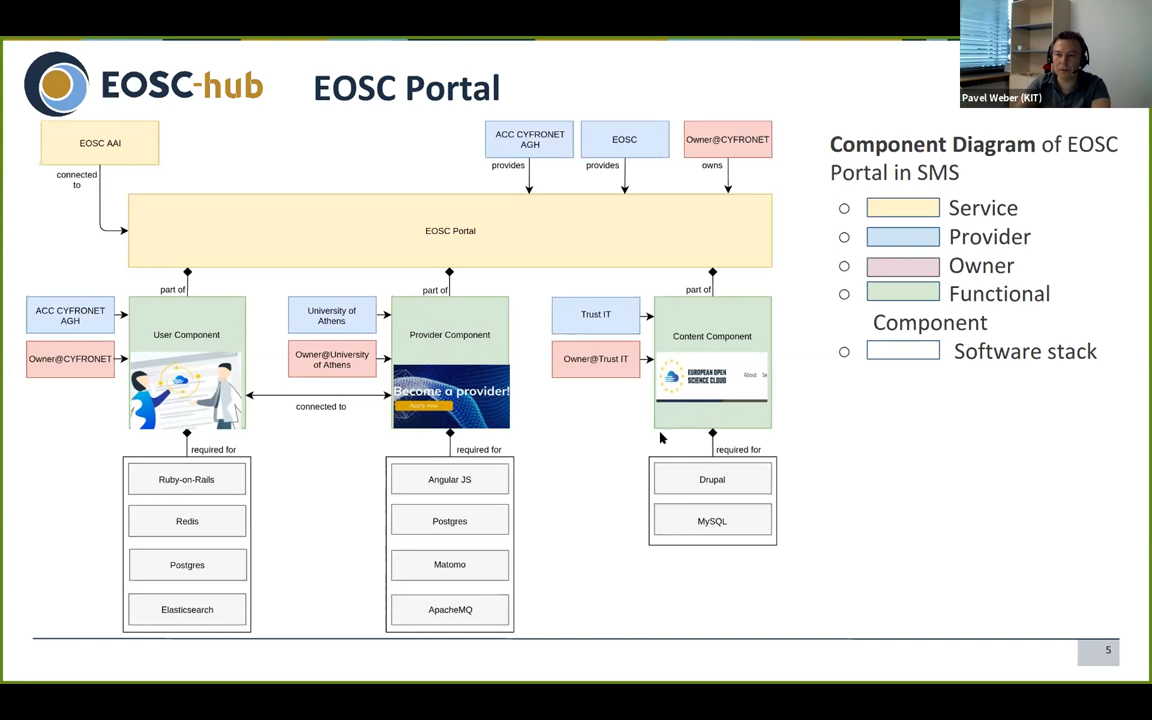 EOSC-hub
EOSC Portal
Pavel Weber (KIT)
EOSC AAI
connected
to
ACC CYFRONET
AGH
EOSC
Owner@CYFRONET
provides
provides
owns
EOSC Portal
part of
part of
part of
ACC CYFRONET
AGH
Owner@CYFRONET
User Component
University of
Athens
Owner@University
of Athens
Provider Component
Become a provider!
Apply now
connected to
Trust IT
Owner@Trust IT
Content Component
EUROPEAN OPEN
SCIENCE CLOUD
About Se
required for
required for
required for
Ruby-on-Rails
Redis
Postgres
Elasticsearch
Angular JS
Postgres
Matomo
ApacheMQ
Drupal
MySQL
Component Diagram of EOSC
Portal in SMS
Service
Provider
Owner
Functional
Component
Software stack
5